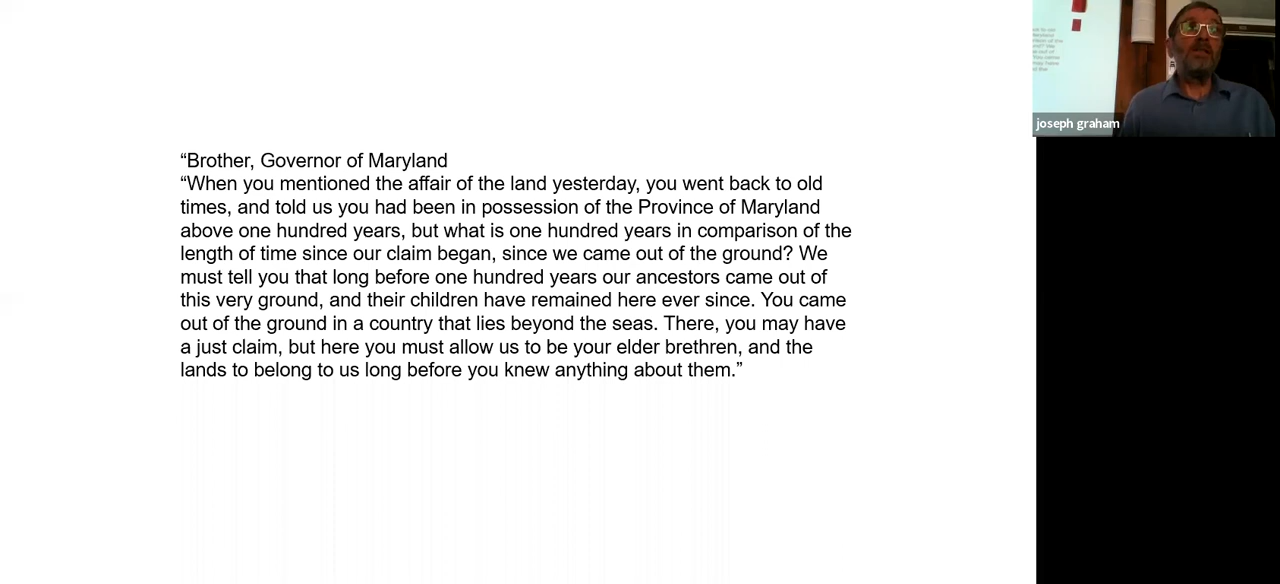 “Brother, Governor of Maryland
“When you mentioned the affair of the land yesterday, you went back to old
times, and told us you had been in possession of the Province of Maryland
above one hundred years, but what is one hundred years in comparison of the
length of time since our claim began, since we came out of the ground? We
must tell you that long before one hundred years our ancestors came out of
this very ground, and their children have remained here ever since. You came
out of the ground in a country that lies beyond the seas. There, you may have
a just claim, but here you must allow us to be your elder brethren, and the
lands to belong to us long before you knew anything about them.”
joseph graham